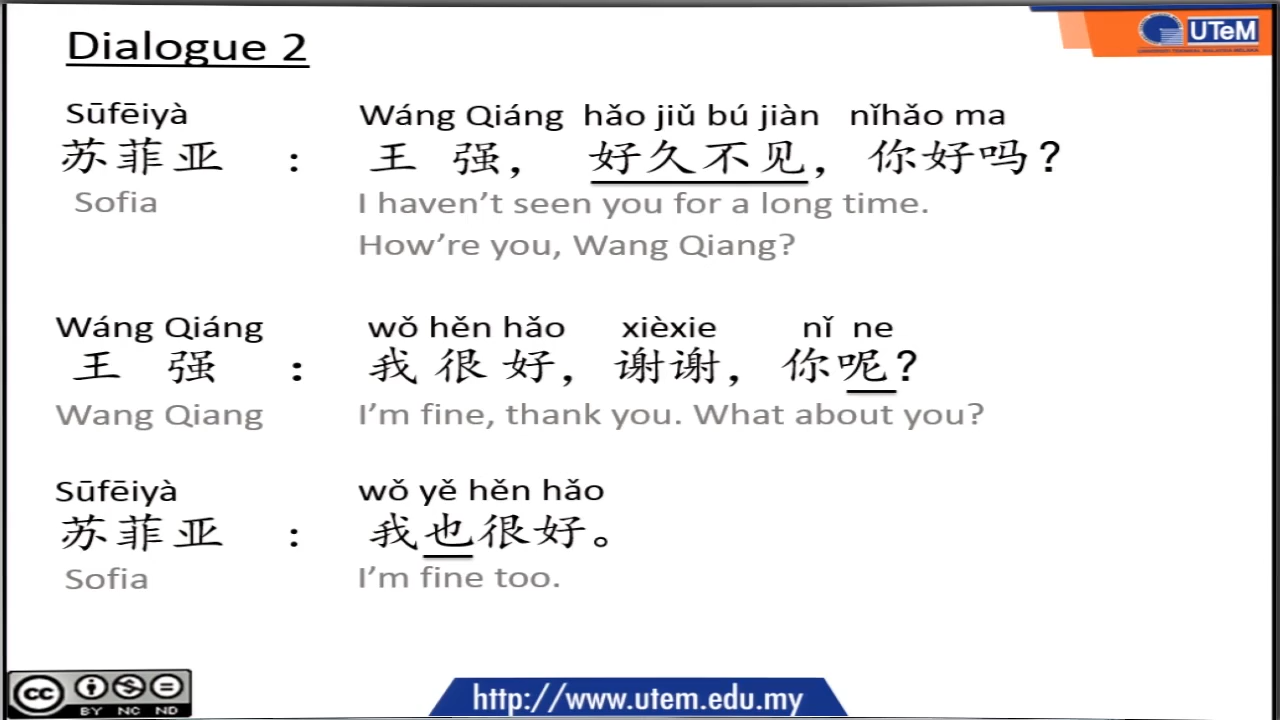 Dialogue 2
UTeM
Sūfēiyà Wáng Qiáng hǎo jiǔ bú jiàn nǐhǎo ma
苏菲亚 : 王 强, 好久不见, 你好吗?
Sofia I haven't seen you for a long time.
How're you, Wang Qiang?
Wáng Qiáng wǒ hěn hǎo xièxie nǐ ne
王 强 : 我很好, 谢谢, 你呢?
Wang Qiang I'm fine, thank you. What about you?
Sūfēiyà wǒ yě hěn hǎo
苏菲亚 : 我也很好。
Sofia I'm fine too.
cc BY NC ND
http://www.utem.edu.my